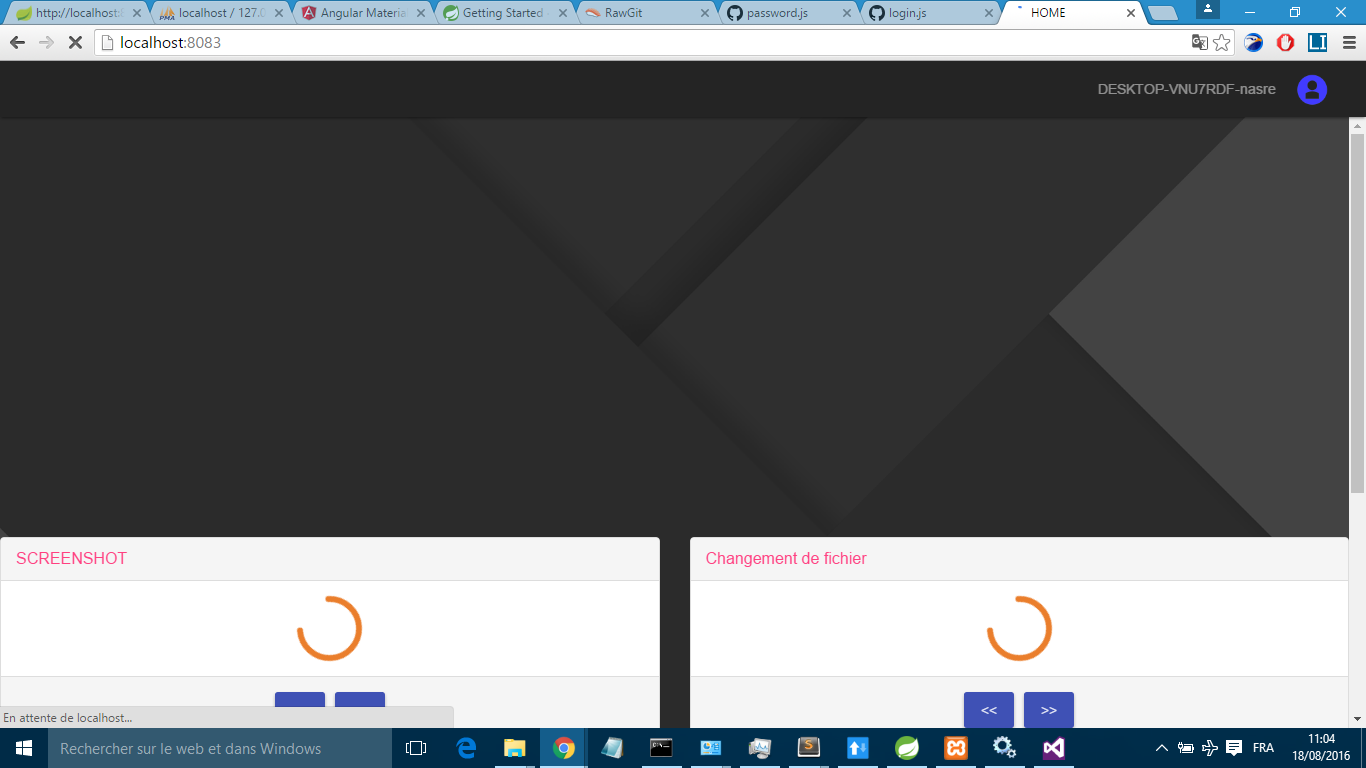 http://localhost:
localhost / 127.0
Angular Materia
Getting Started
RawGit
password.js
login.js
HOME
localhost:8083
LI
DESKTOP-VNU7RDF-nasre
SCREENSHOT
Changement de fichier
<< >>
En attente de localhost...
Rechercher sur le web et dans Windows
FRA
11:04
18/08/2016